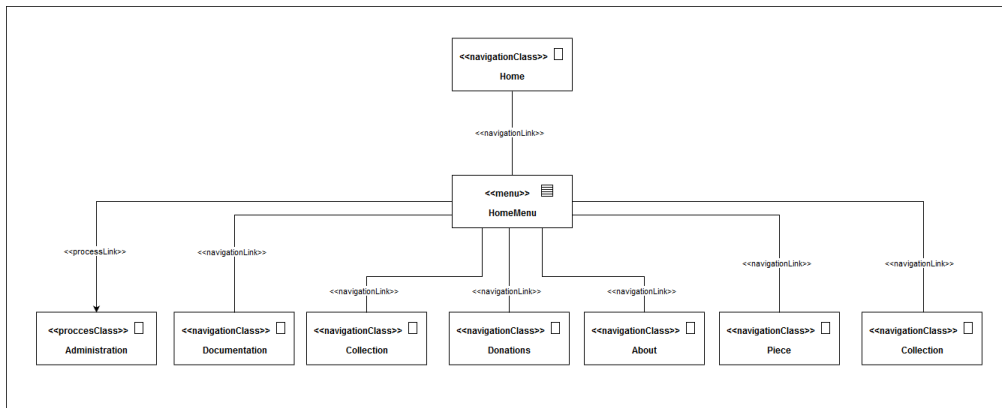 <<navigationClass>>
Home
<<navigationLink>>
<<menu>>
HomeMenu
<<processLink>>
<<navigationLink>>
<<navigationLink>>
<<navigationLink>>
<<navigationLink>>
<<navigationLink>>
<<navigationLink>>
<<proccesClass>>
Administration
<<navigationClass>>
Documentation
<<navigationClass>>
Collection
<<navigationClass>>
Donations
<<navigationClass>>
About
<<navigationClass>>
Piece
<<navigationClass>>
Collection